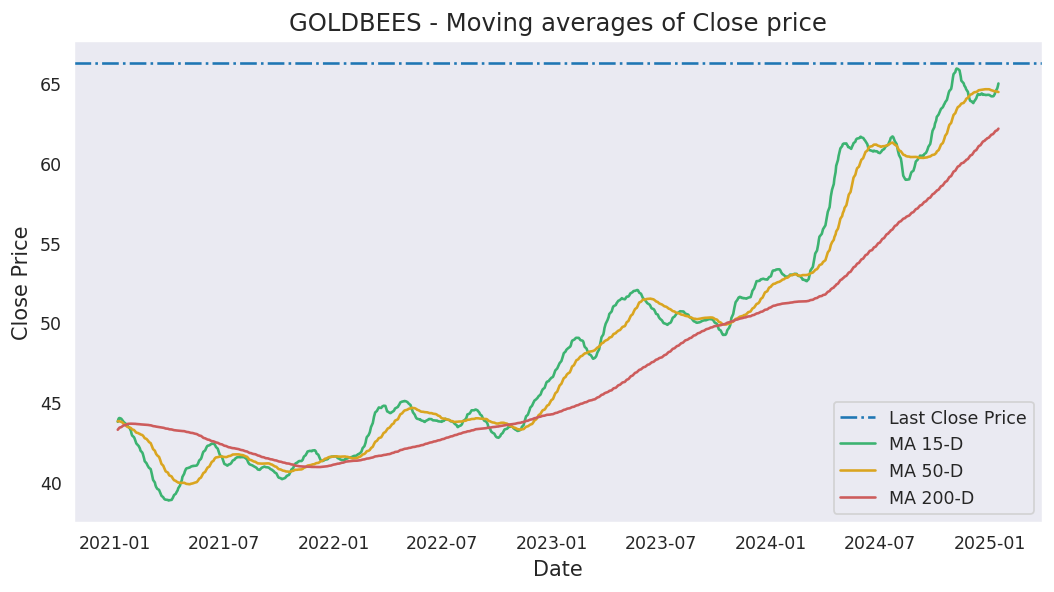 GOLDBEES - Moving averages of Close price
Close Price
65
60
55
50
45
40
Last Close Price
MA 15-D
MA 50-D
MA 200-D
2021-01 2021-07 2022-01 2022-07 2023-01 2023-07 2024-01 2024-07 2025-01
Date